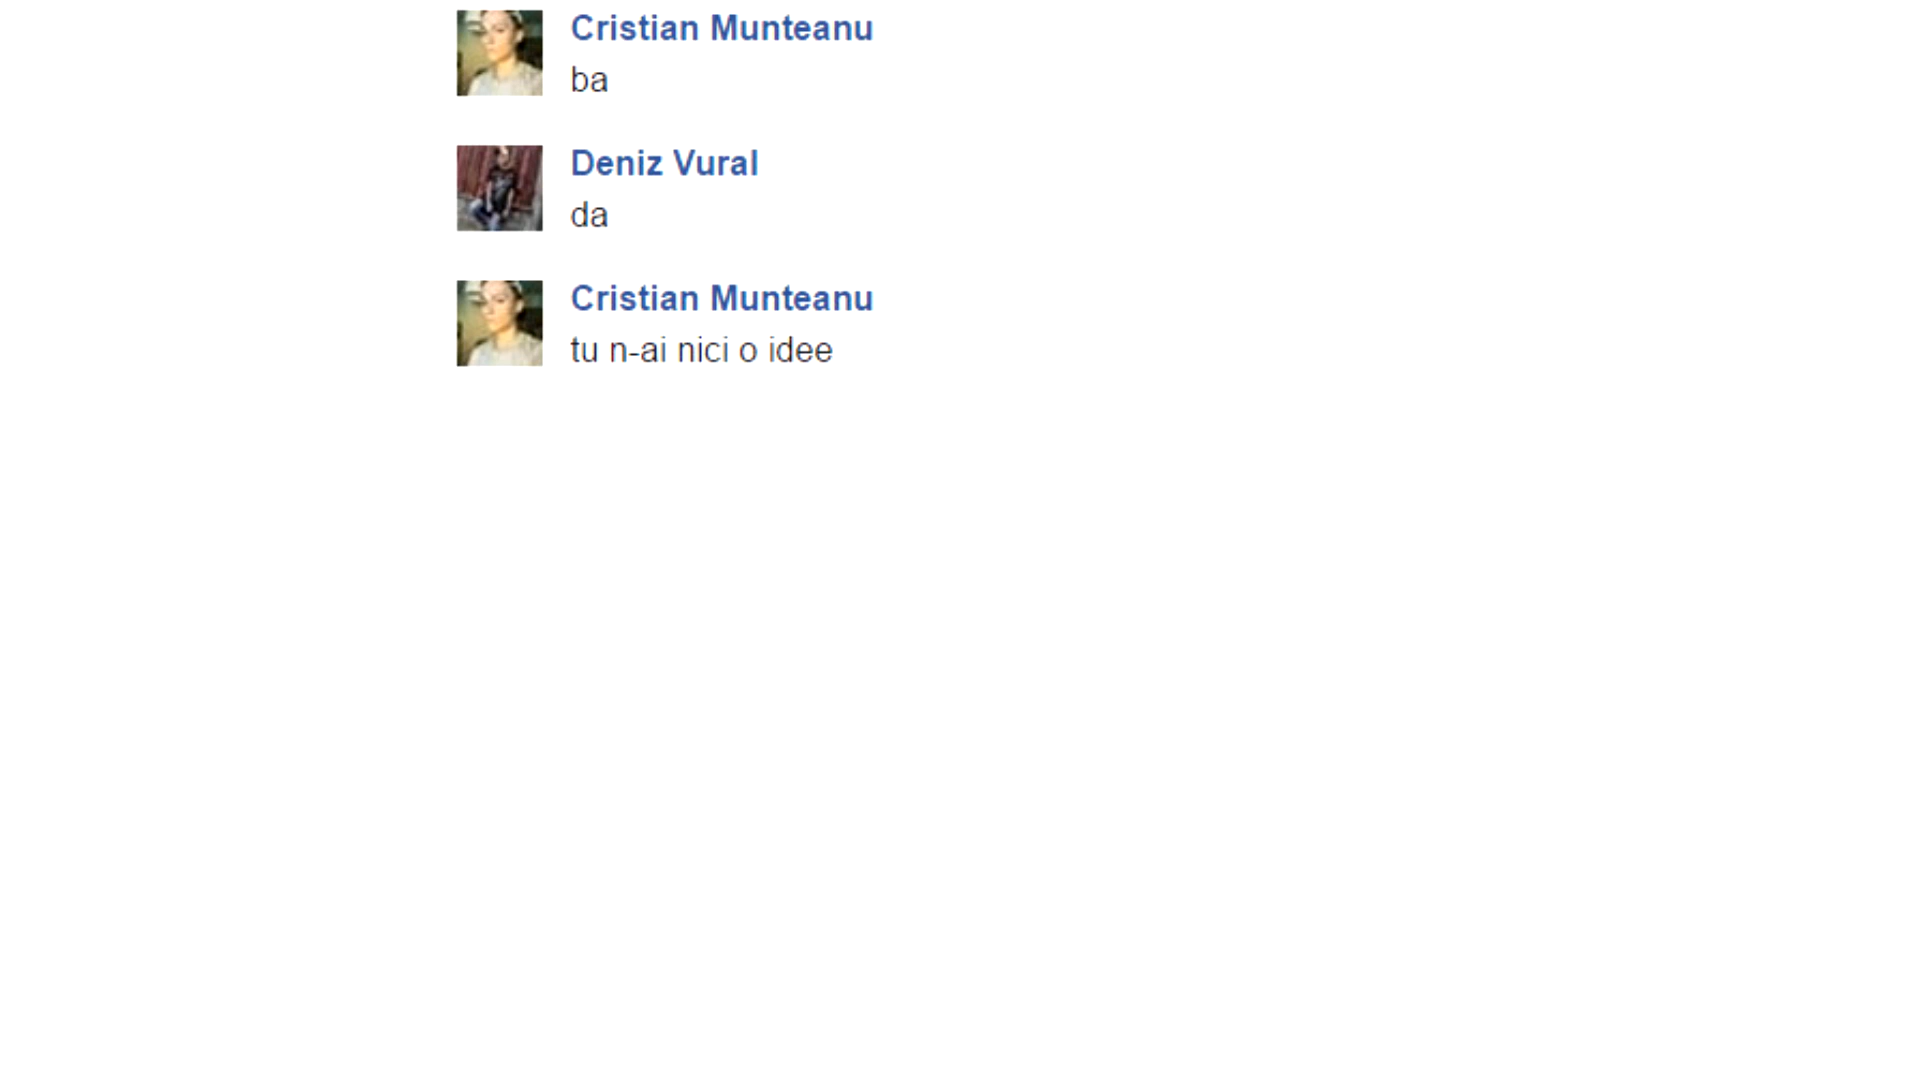 Cristian Munteanu
ba
Deniz Vural
da
Cristian Munteanu
tu n-ai nici o idee